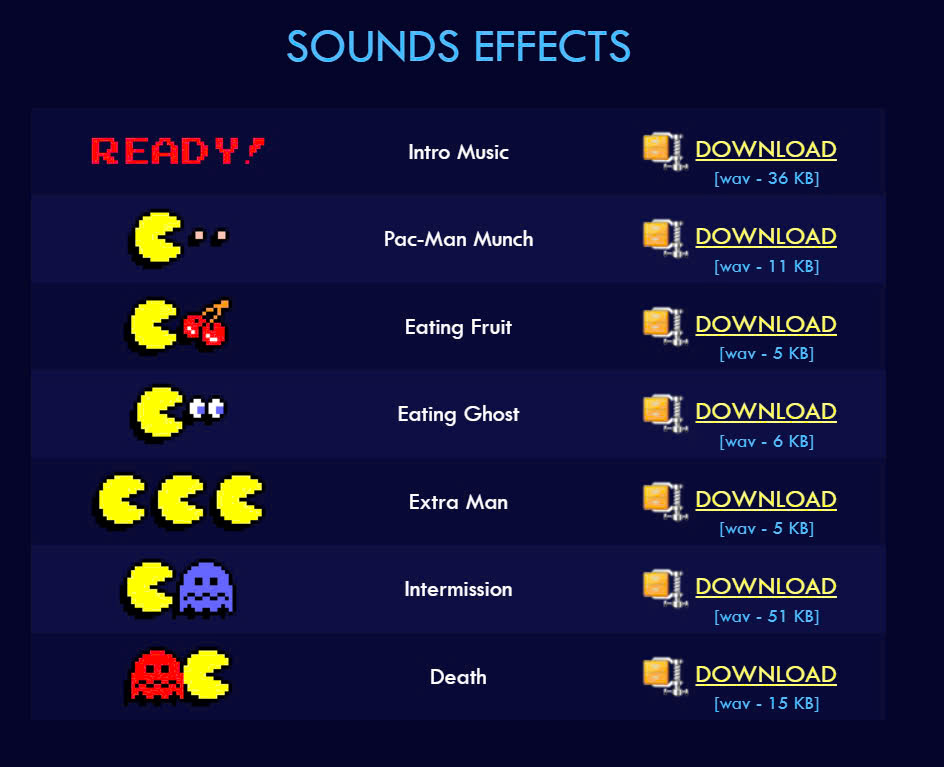 SOUNDS EFFECTS
READY! Intro Music DOWNLOAD
[wav - 36 KB]
Pac-Man Munch DOWNLOAD
[wav - 11 KB]
Eating Fruit DOWNLOAD
[wav - 5 KB]
Eating Ghost DOWNLOAD
[wav - 6 KB]
Extra Man DOWNLOAD
[wav - 5 KB]
Intermission DOWNLOAD
[wav - 51 KB]
Death DOWNLOAD
[wav - 15 KB]